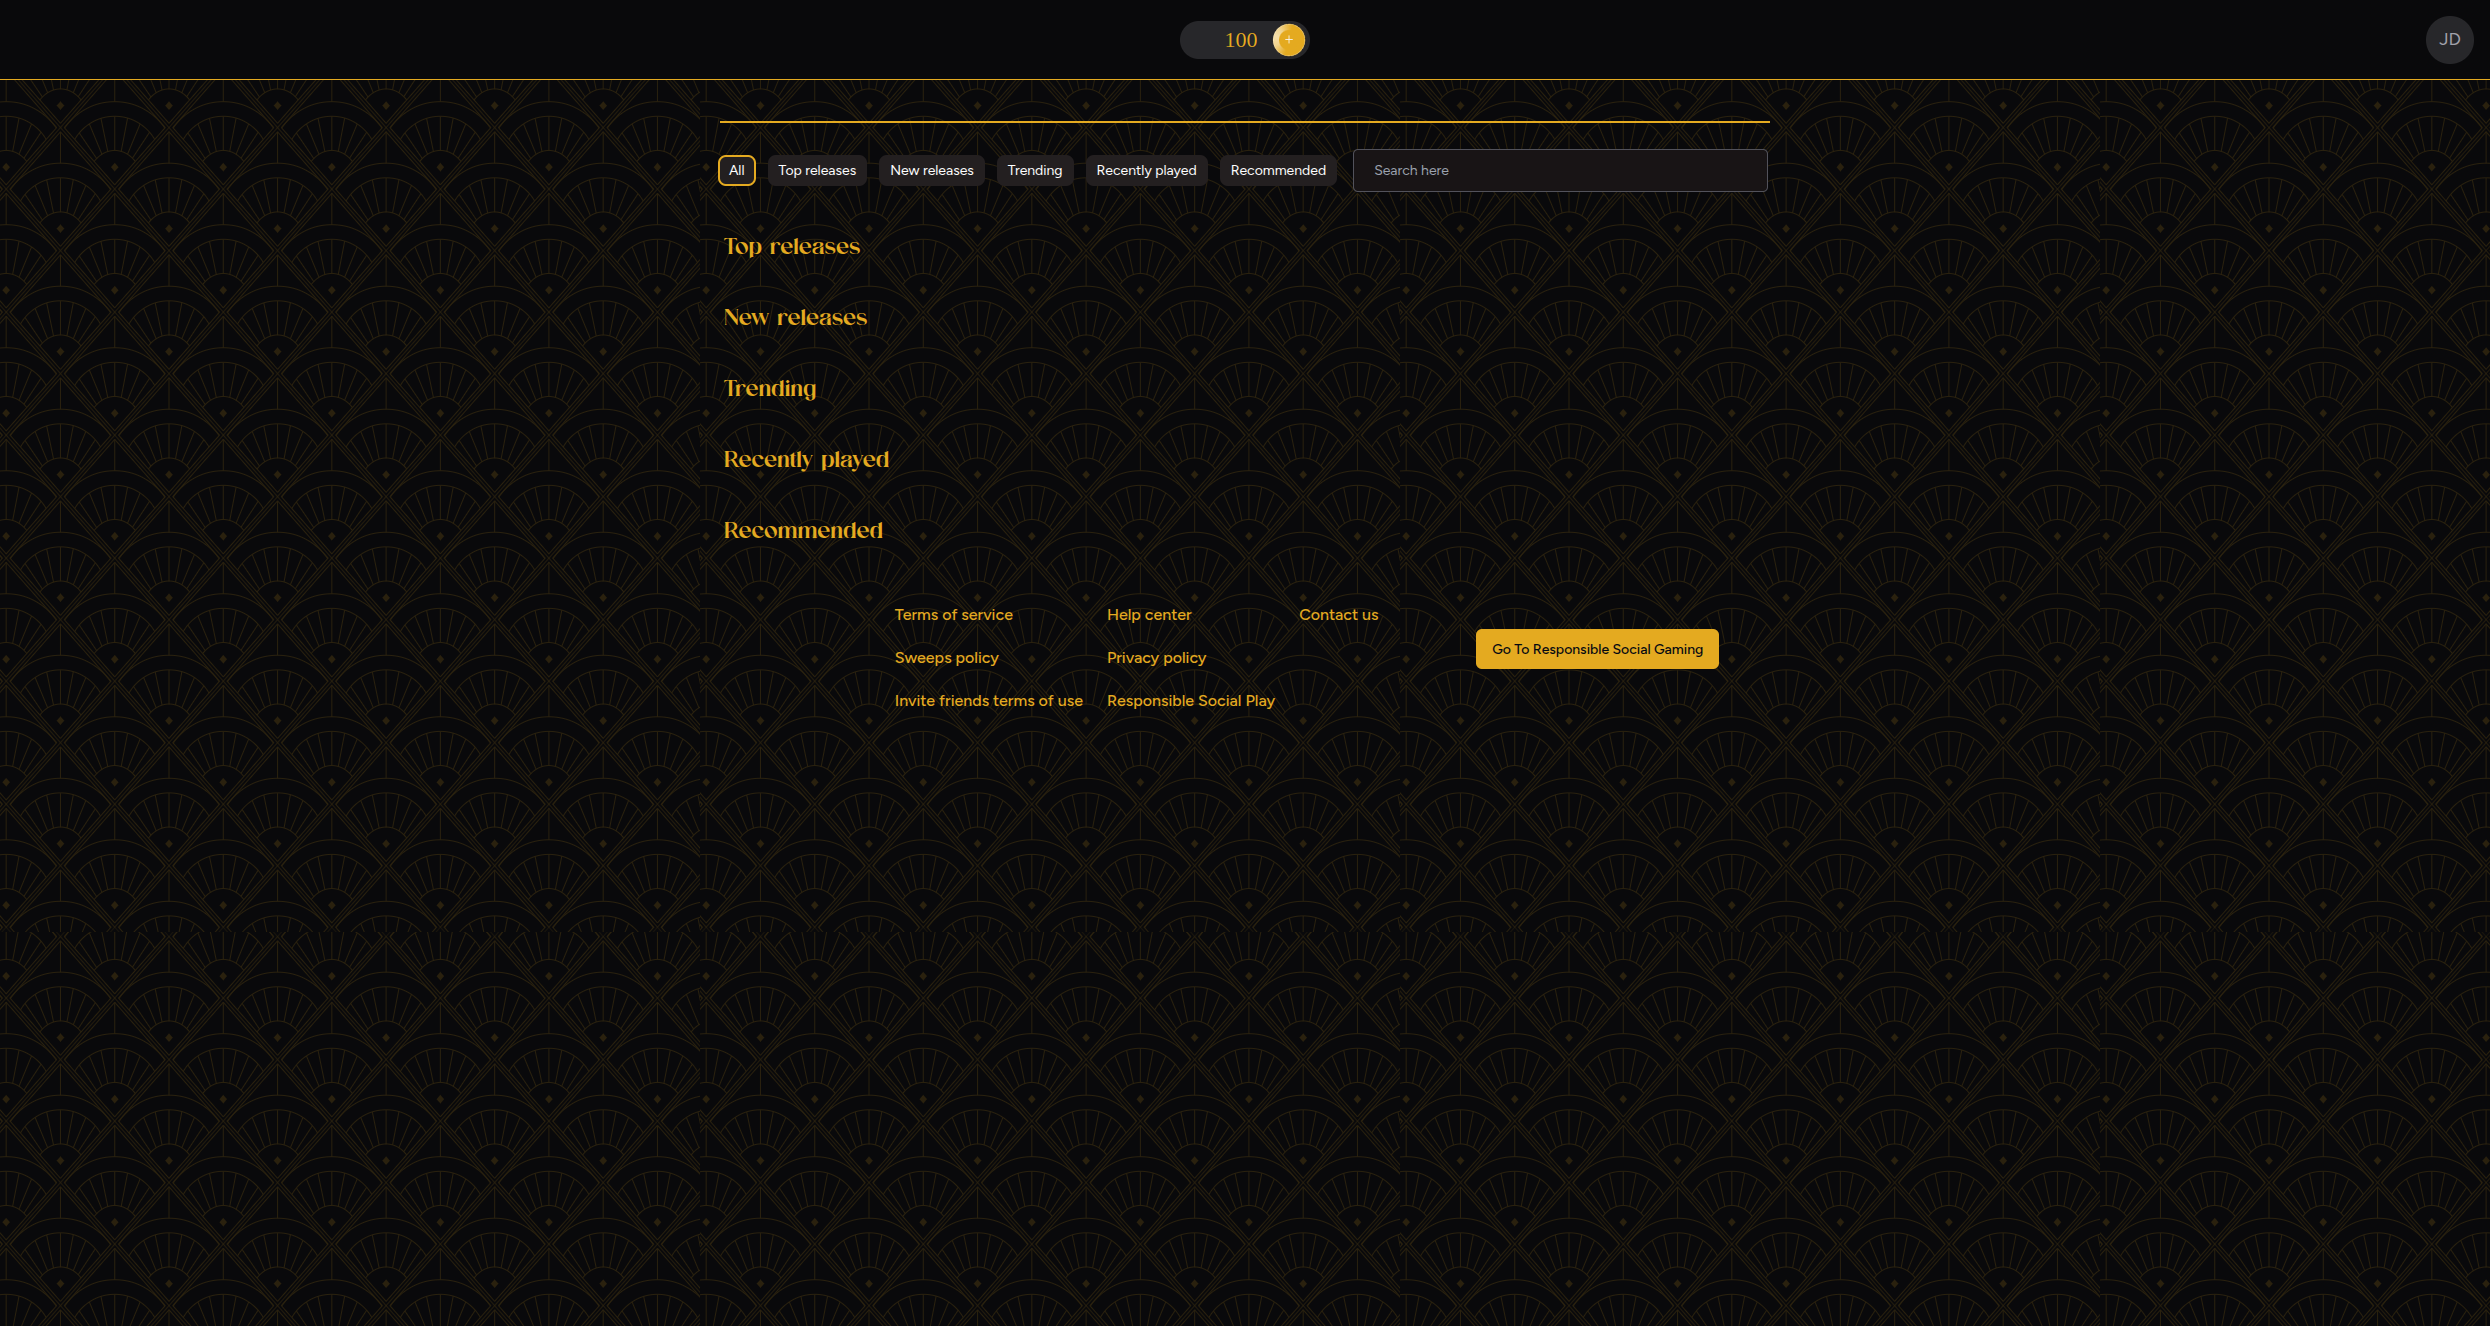 100 +
JD
All Top releases New releases Trending Recently played Recommended Search here
Top releases
New releases
Trending
Recently played
Recommended
Terms of service Help center Contact us
Sweeps policy Privacy policy
Invite friends terms of use Responsible Social Play
Go To Responsible Social Gaming